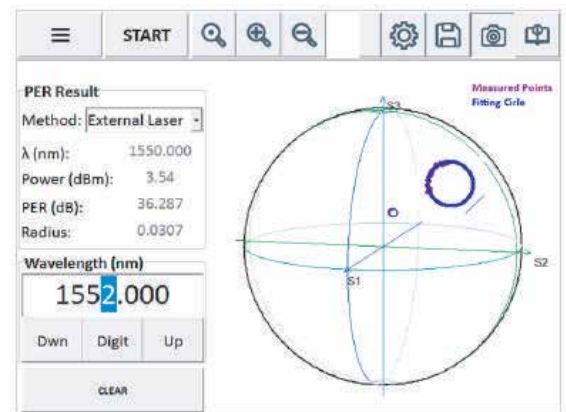 START
PER Result
Method: External Laser
λ (nm): 1550.000
Power (dBm): 3.54
PER (dB): 36.287
Radius: 0.0307
Wavelength (nm)
1552.000
Dwn Digit Up
CLEAR
Measured Points
Fitting Cirle
S3
S2
S1